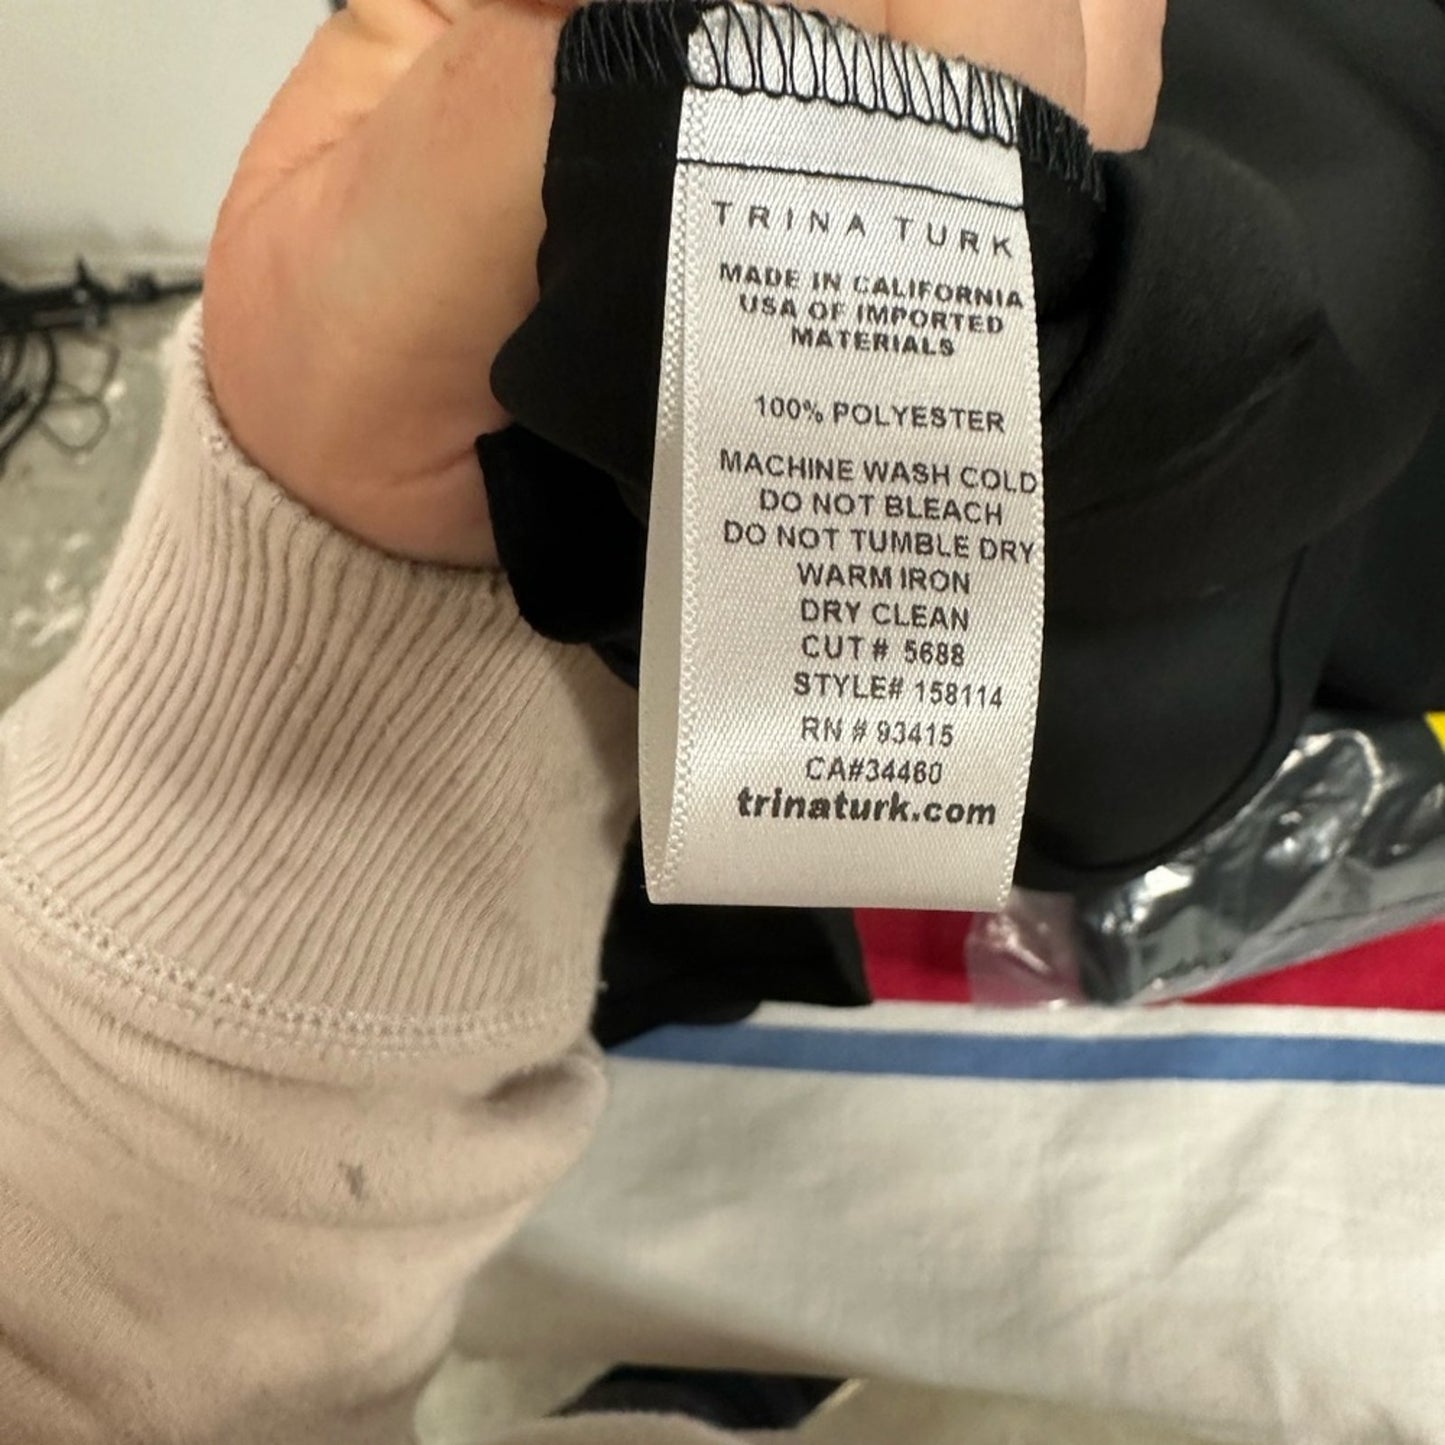 TRINA TURK
MADE IN CALIFORNIA
USA OF IMPORTED
MATERIALS
100% POLYESTER
MACHINE WASH COLD
DO NOT BLEACH
DO NOT TUMBLE DRY
WARM IRON
DRY CLEAN
CUT # 5688
STYLE# 158114
RN # 93415
CA#34460
trinaturk.com